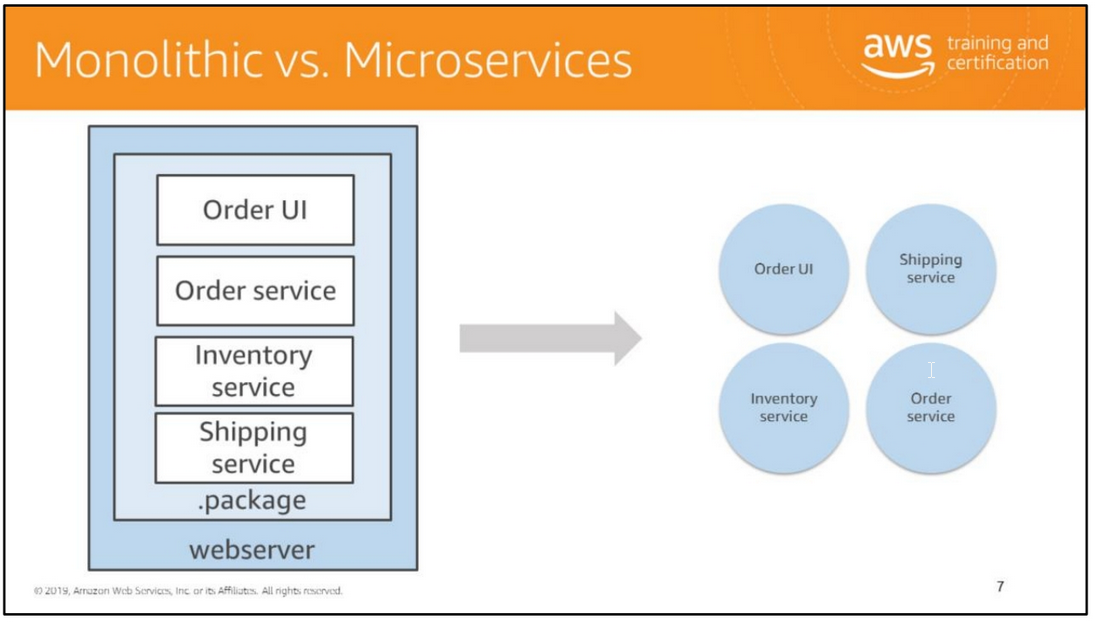 Monolithic vs. Microservices
aws training and
certification
Order UI
Order service
Inventory
service
Shipping
service
.package
webserver
Order UI
Shipping
service
Inventory
service
Order
service
© 2019, Amazon Web Services, Inc. or its Affiliates. All rights reserved.
7